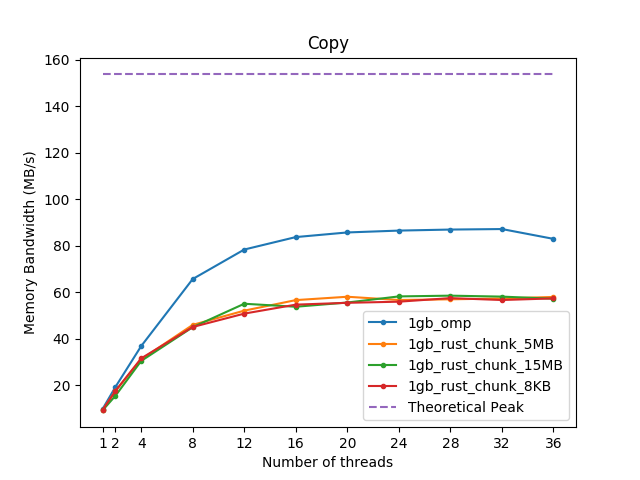 Copy
Memory Bandwidth (MB/s)
160
140
120
100
80
60
40
20
1 2 4 8 12 16 20 24 28 32 36
Number of threads
1gb_omp
1gb_rust_chunk_5MB
1gb_rust_chunk_15MB
1gb_rust_chunk_8KB
Theoretical Peak